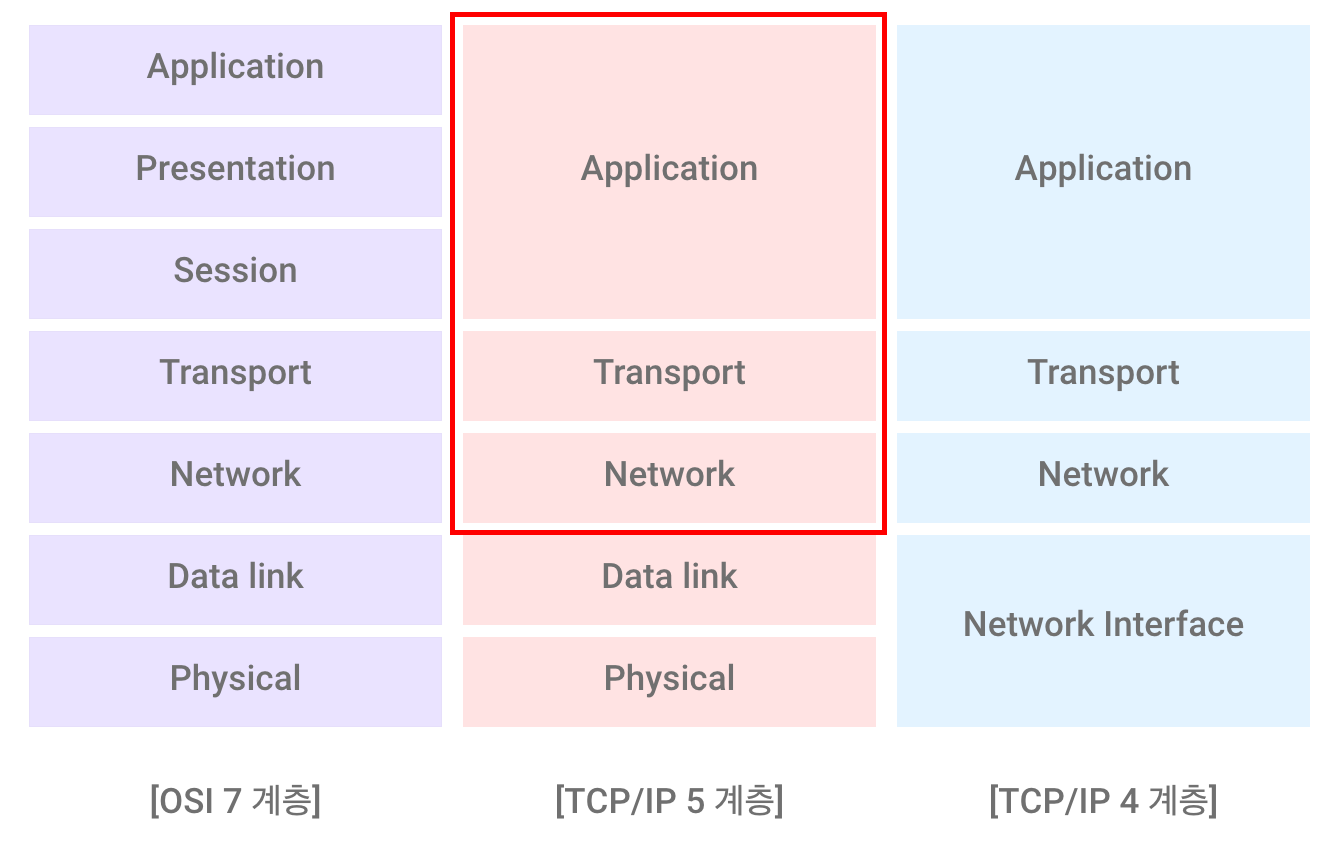 Application
Presentation
Session
Transport
Network
Data link
Physical
[OSI 7 계층]
Application
Transport
Network
Data link
Physical
[TCP/IP 5 계층]
Application
Transport
Network
Network Interface
[TCP/IP 4 계층]